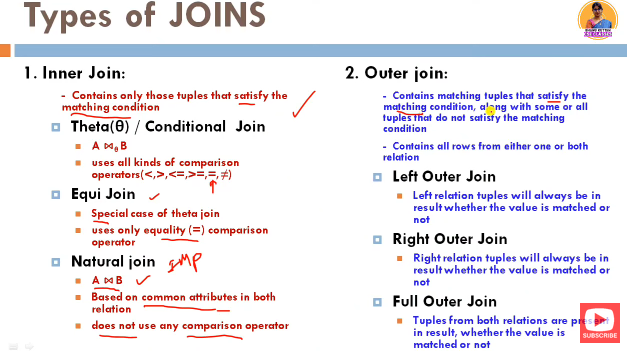 Types of JOINS
1. Inner Join:
- Contains only those tuples that satisfy the
matching condition
Theta(θ) / Conditional Join
A ⋈θ B
uses all kinds of comparison
operators(<,>,<=,>=,=,≠)
Equi Join
Special case of theta join
uses only equality (=) comparison
operator
Natural join
IMP
A ⋈ B
Based on common attributes in both
relation
does not use any comparison operator
2. Outer join:
- Contains matching tuples that satisfy the
matching condition, along with some or all
tuples that do not satisfy the matching
condition
- Contains all rows from either one or both
relation
Left Outer Join
Left relation tuples will always be in
result whether the value is matched or
not
Right Outer Join
Right relation tuples will always be in
result whether the value is matched or
not
Full Outer Join
Tuples from both relations are present
in result, whether the value is
matched or not
SUBSCRIBE